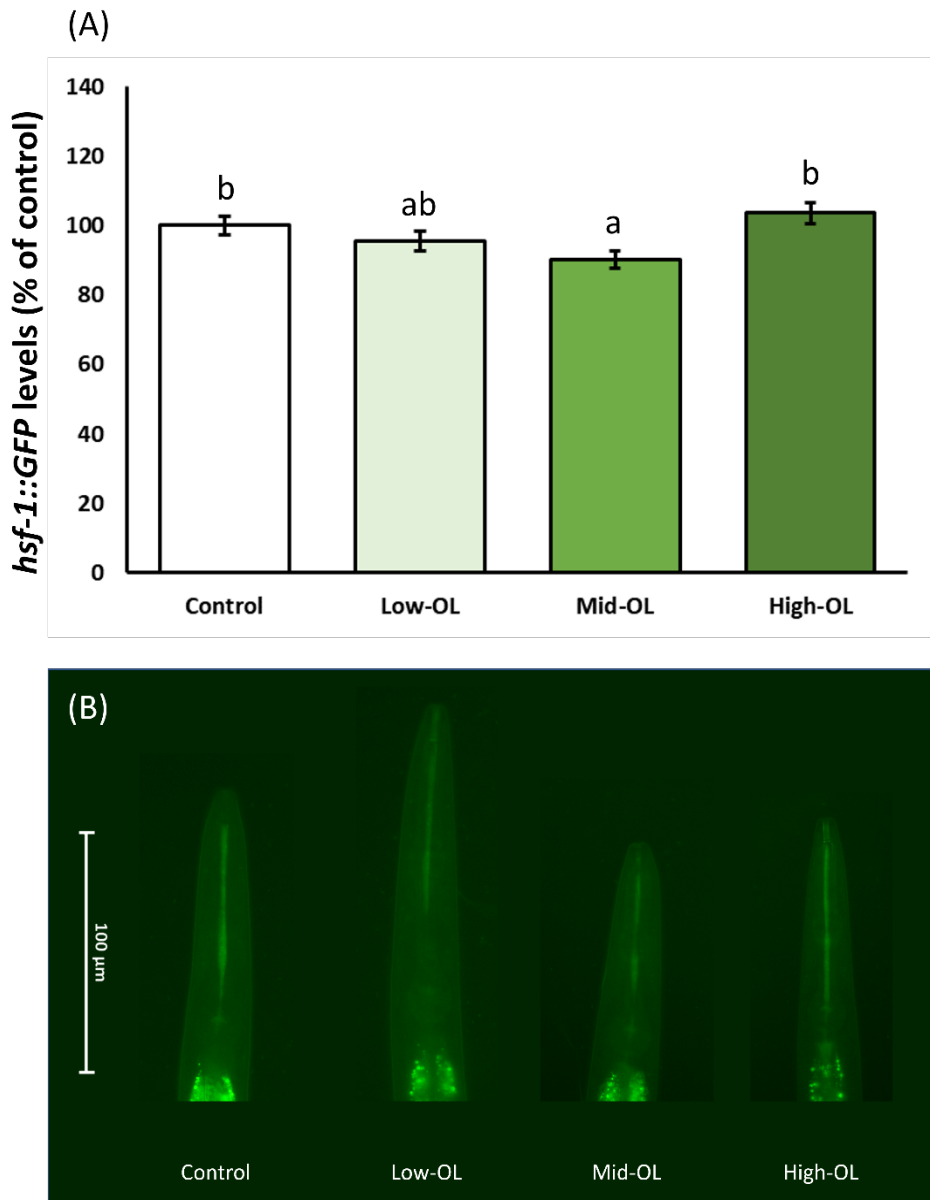 (A)
hsf-1::GFP levels (% of control)
140
120
100
80
60
40
20
0
b
ab
a
b
Control Low-OL Mid-OL High-OL
(B)
100 μm
Control Low-OL Mid-OL High-OL